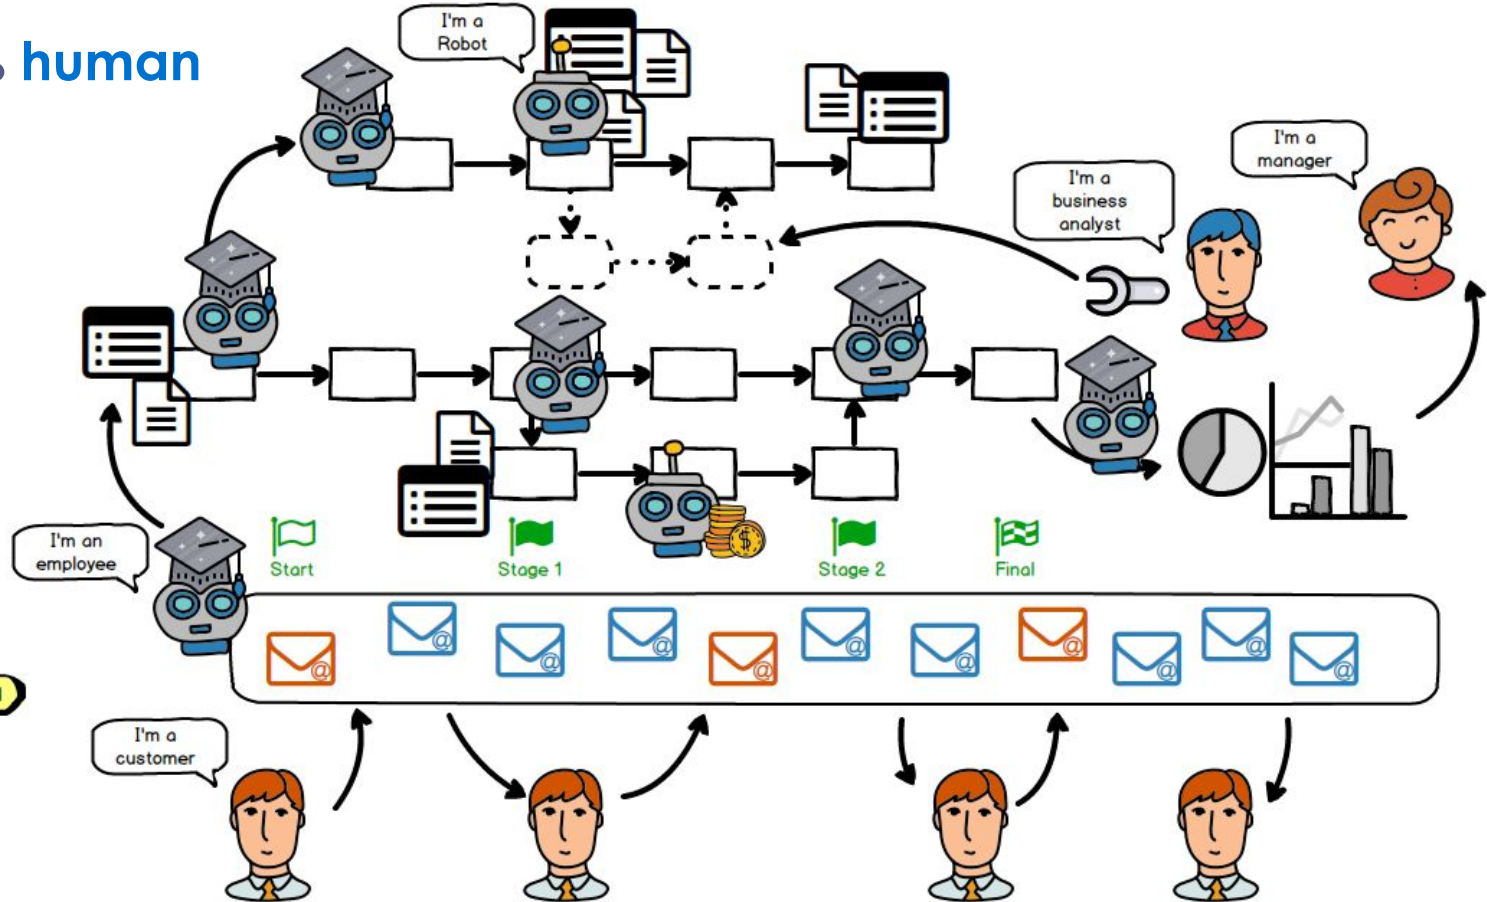 human
I'm a
Robot
I'm a
manager
I'm a
business
analyst
I'm an
employee
Start
Stage 1
Stage 2
Final
@
@
@
@
@
@
@
@
@
@
@
$
I'm a
customer